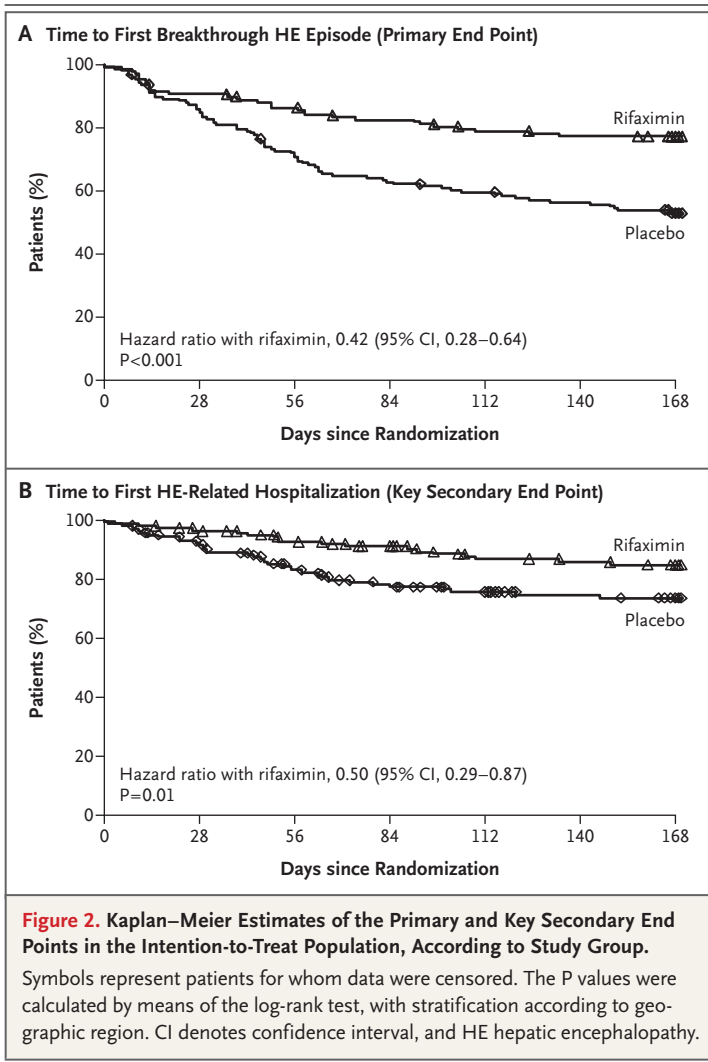 A Time to First Breakthrough HE Episode (Primary End Point)
100
80
60
40
20
0
Patients (%)
Rifaximin
Placebo
Hazard ratio with rifaximin, 0.42 (95% CI, 0.28–0.64)
P<0.001
0 28 56 84 112 140 168
Days since Randomization
B Time to First HE-Related Hospitalization (Key Secondary End Point)
100
80
60
40
20
0
Patients (%)
Rifaximin
Placebo
Hazard ratio with rifaximin, 0.50 (95% CI, 0.29–0.87)
P=0.01
0 28 56 84 112 140 168
Days since Randomization
Figure 2. Kaplan–Meier Estimates of the Primary and Key Secondary End
Points in the Intention-to-Treat Population, According to Study Group.
Symbols represent patients for whom data were censored. The P values were
calculated by means of the log-rank test, with stratification according to geo-
graphic region. CI denotes confidence interval, and HE hepatic encephalopathy.